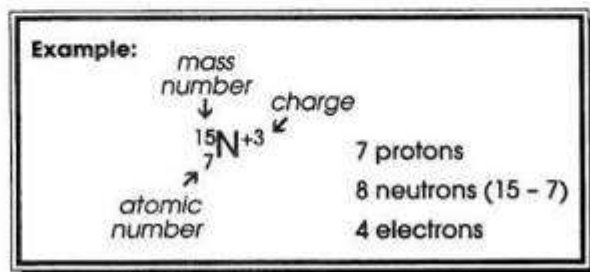 Example:
mass
number
charge
15
7
N+3
atomic
number
7 protons
8 neutrons (15 – 7)
4 electrons